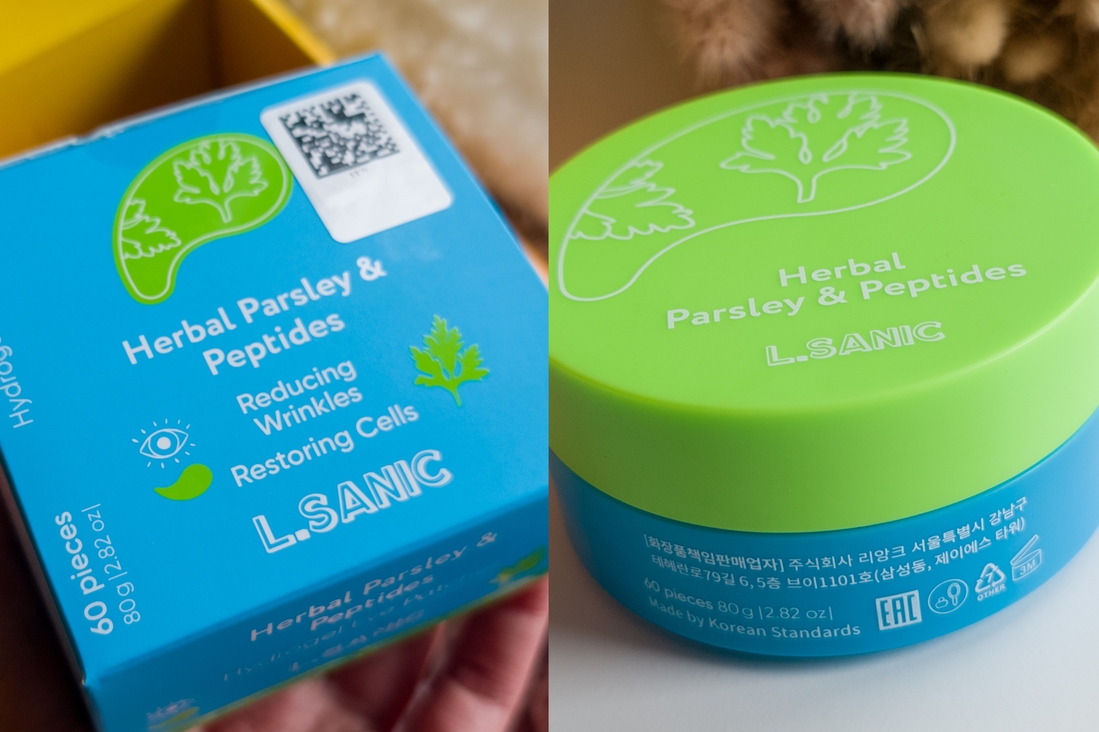 Herbal Parsley &
Peptides
Reducing
Wrinkles
Restoring Cells
L.SANIC
60 pieces
80g|2.82 oz|
Herbal Parsley &
Peptides
L.SANIC
Herbal
Parsley & Peptides
L.SANIC
[화장품책임판매업자] 주식회사 리앙크 서울특별시 강남구
테헤란로79길 6, 5층 브이1101호(삼성동, 제이에스 타워)
60 pieces 80g|2.82 oz|
Made by Korean Standards
EAC
7
OTHER
3M